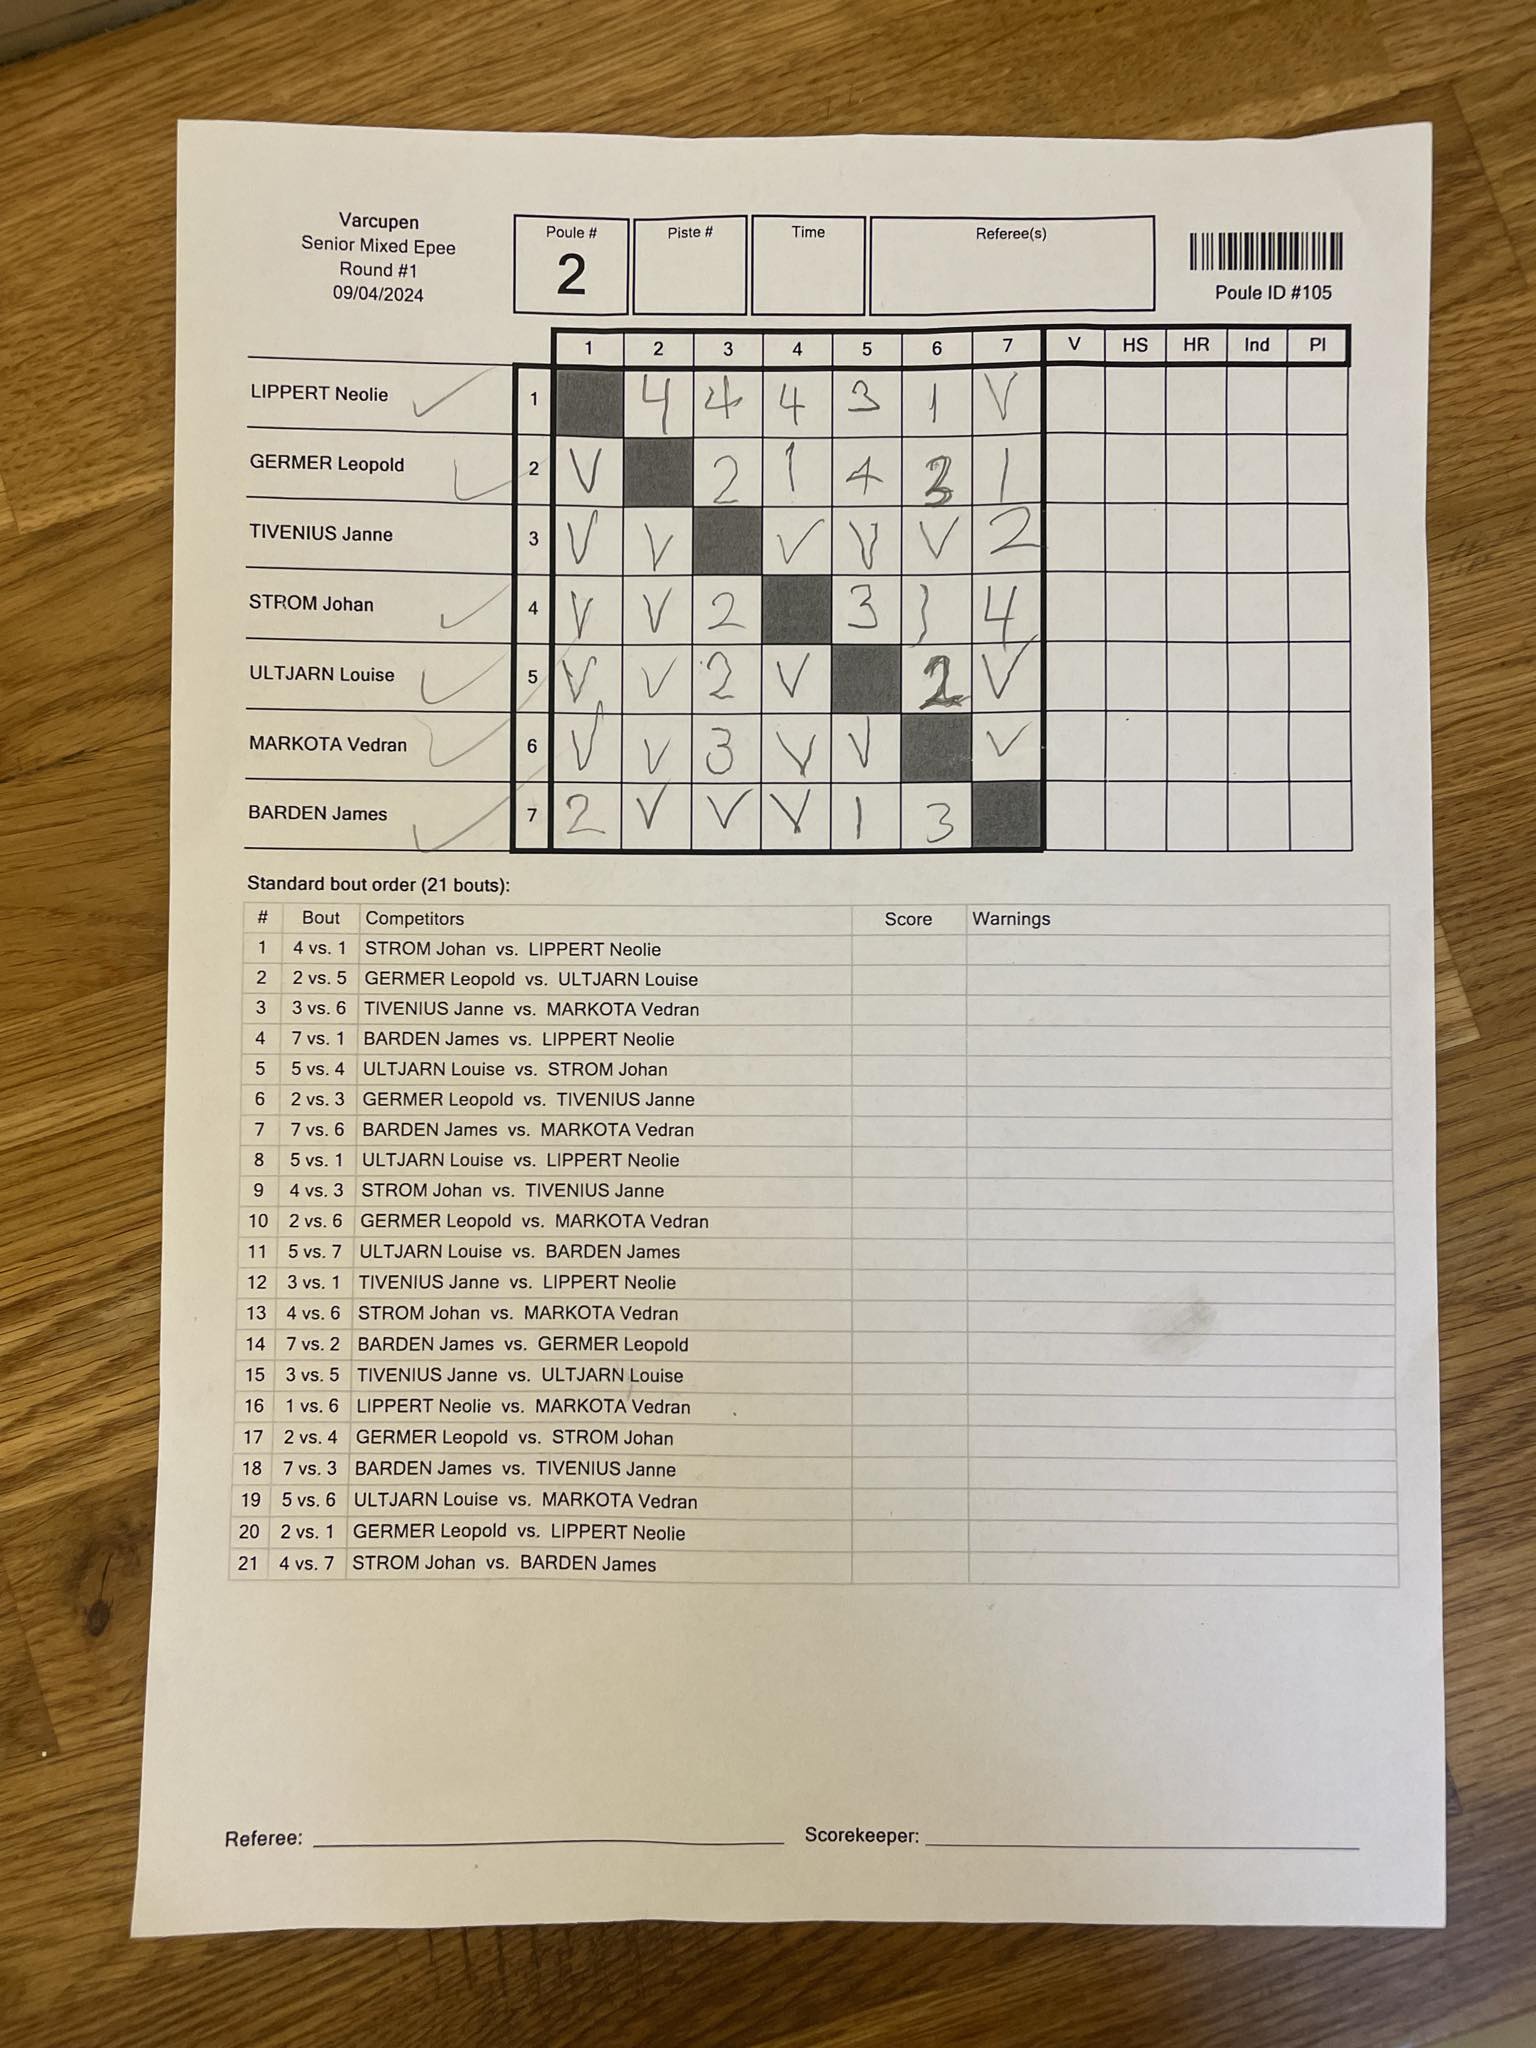 Varcupen
Senior Mixed Epee
Round #1
09/04/2024
Poule #
2
Piste #
Time
Referee(s)
Poule ID #105
1 2 3 4 5 6 7 V HS HR Ind Pl
LIPPERT Neolie 1 4 4 4 3 1 V
GERMER Leopold 2 V 2 1 4 3 1
TIVENIUS Janne 3 V V V V V 2
STROM Johan 4 V V 2 3 3 4
ULTJARN Louise 5 V V 2 V 2 V
MARKOTA Vedran 6 V V 3 V V V
BARDEN James 7 2 V V V 1 3
Standard bout order (21 bouts):
# Bout Competitors Score Warnings
1 4 vs. 1 STROM Johan vs. LIPPERT Neolie
2 2 vs. 5 GERMER Leopold vs. ULTJARN Louise
3 3 vs. 6 TIVENIUS Janne vs. MARKOTA Vedran
4 7 vs. 1 BARDEN James vs. LIPPERT Neolie
5 5 vs. 4 ULTJARN Louise vs. STROM Johan
6 2 vs. 3 GERMER Leopold vs. TIVENIUS Janne
7 7 vs. 6 BARDEN James vs. MARKOTA Vedran
8 5 vs. 1 ULTJARN Louise vs. LIPPERT Neolie
9 4 vs. 3 STROM Johan vs. TIVENIUS Janne
10 2 vs. 6 GERMER Leopold vs. MARKOTA Vedran
11 5 vs. 7 ULTJARN Louise vs. BARDEN James
12 3 vs. 1 TIVENIUS Janne vs. LIPPERT Neolie
13 4 vs. 6 STROM Johan vs. MARKOTA Vedran
14 7 vs. 2 BARDEN James vs. GERMER Leopold
15 3 vs. 5 TIVENIUS Janne vs. ULTJARN Louise
16 1 vs. 6 LIPPERT Neolie vs. MARKOTA Vedran
17 2 vs. 4 GERMER Leopold vs. STROM Johan
18 7 vs. 3 BARDEN James vs. TIVENIUS Janne
19 5 vs. 6 ULTJARN Louise vs. MARKOTA Vedran
20 2 vs. 1 GERMER Leopold vs. LIPPERT Neolie
21 4 vs. 7 STROM Johan vs. BARDEN James
Referee: Scorekeeper: